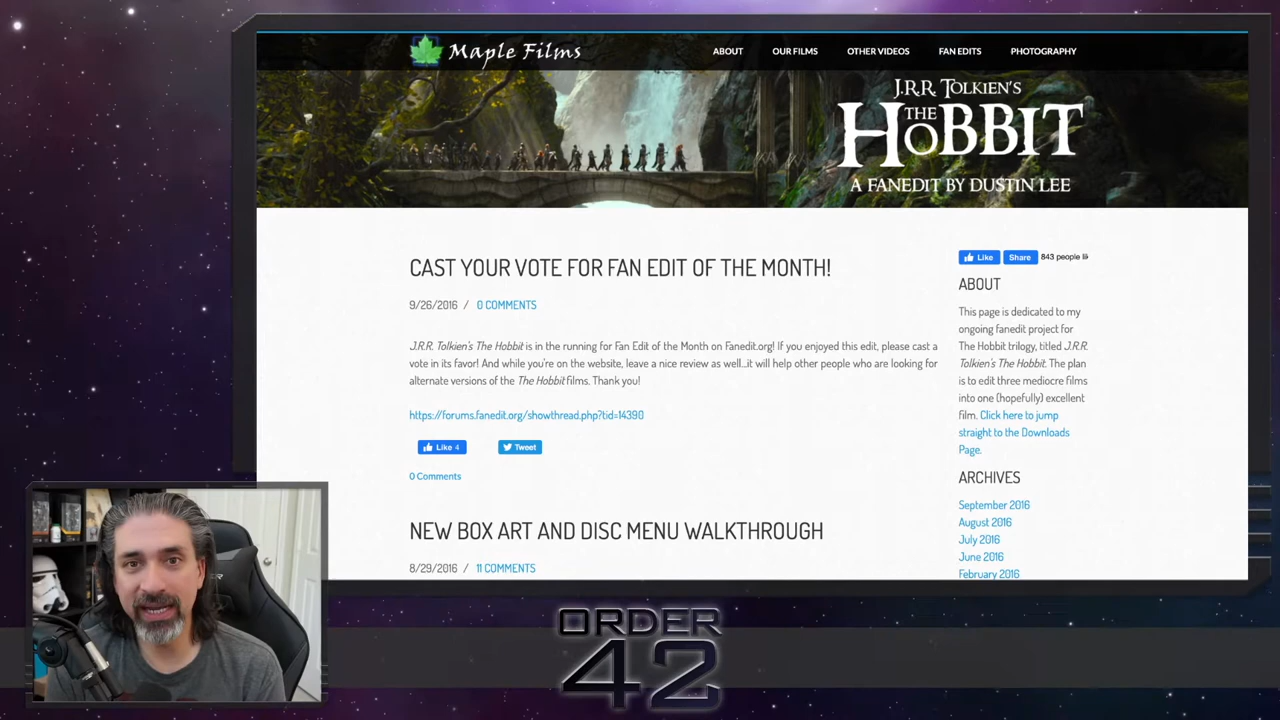 Maple Films
ABOUT OUR FILMS OTHER VIDEOS FAN EDITS PHOTOGRAPHY
J.R.R. TOLKIEN'S
THE
HOBBIT
A FANEDIT BY DUSTIN LEE
CAST YOUR VOTE FOR FAN EDIT OF THE MONTH!
9/26/2016 / 0 COMMENTS
J.R.R. Tolkien's The Hobbit is in the running for Fan Edit of the Month on Fanedit.org! If you enjoyed this edit, please cast a
vote in its favor! And while you're on the website, leave a nice review as well...it will help other people who are looking for
alternate versions of the The Hobbit films. Thank you!
https://forums.fanedit.org/showthread.php?tid=14390
Like 4 Tweet
0 Comments
NEW BOX ART AND DISC MENU WALKTHROUGH
8/29/2016 / 11 COMMENTS
Like Share 843 people li
ABOUT
This page is dedicated to my
ongoing fanedit project for
The Hobbit trilogy, titled J.R.R.
Tolkien's The Hobbit. The plan
is to edit three mediocre films
into one (hopefully) excellent
film. Click here to jump
straight to the Downloads
Page.
ARCHIVES
September 2016
August 2016
July 2016
June 2016
February 2016
ORDER
42